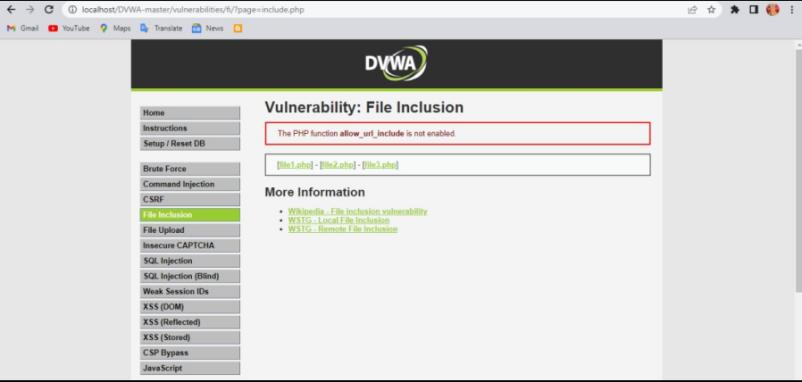 localhost/DVWA-master/vulnerabilities/fi/?page=include.php
Gmail YouTube Maps Translate News
DVWA
Home
Instructions
Setup / Reset DB
Brute Force
Command Injection
CSRF
File Inclusion
File Upload
Insecure CAPTCHA
SQL Injection
SQL Injection (Blind)
Weak Session IDs
XSS (DOM)
XSS (Reflected)
XSS (Stored)
CSP Bypass
JavaScript
Vulnerability: File Inclusion
The PHP function allow_url_include is not enabled.
[file1.php] - [file2.php] - [file3.php]
More Information
Wikipedia - File inclusion vulnerability
WSTG - Local File Inclusion
WSTG - Remote File Inclusion